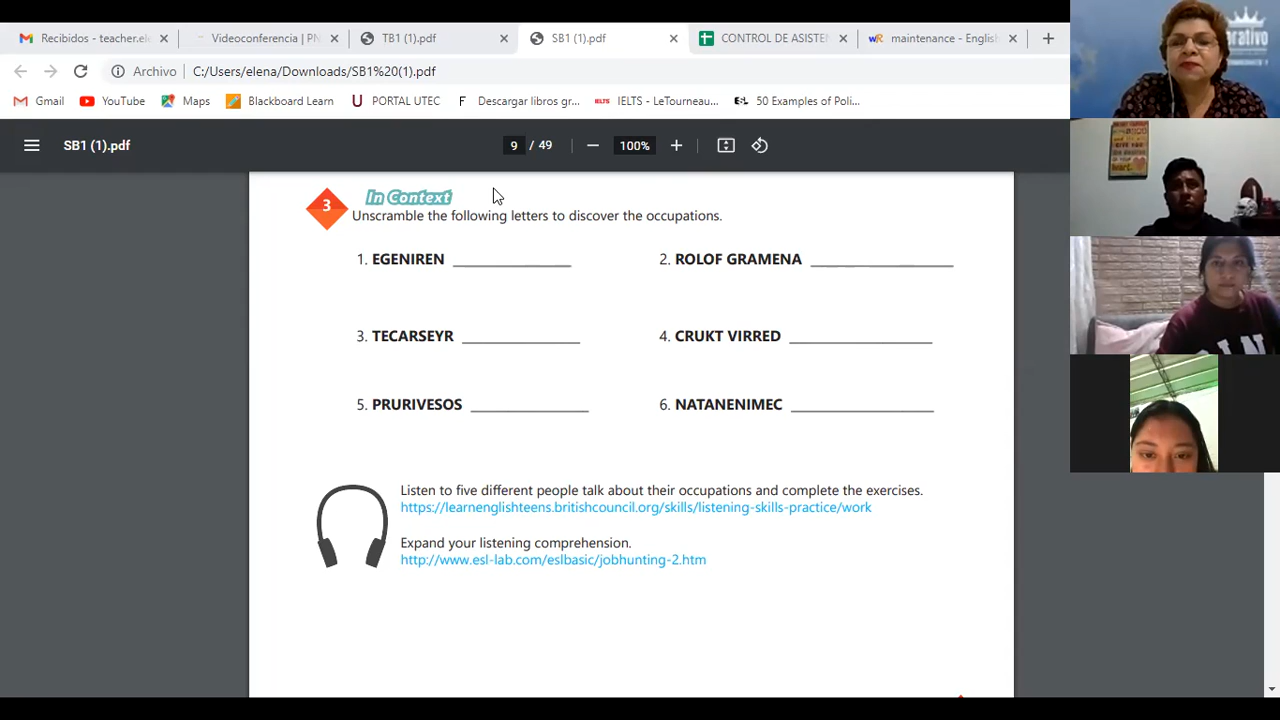 Recibidos - teacher.el
Videoconferencia | PN
TB1 (1).pdf
SB1 (1).pdf
CONTROL DE ASISTEN
maintenance - English
Archivo
C:/Users/elena/Downloads/SB1%20(1).pdf
Gmail
YouTube
Maps
Blackboard Learn
PORTAL UTEC
Descargar libros gr...
IELTS - LeTourneau...
50 Examples of Poli...
SB1 (1).pdf
9 / 49
100%
3
In Context
Unscramble the following letters to discover the occupations.
1. EGENIREN
2. ROLOF GRAMENA
3. TECARSEYR
4. CRUKT VIRRED
5. PRURIVESOS
6. NATANENIMEC
Listen to five different people talk about their occupations and complete the exercises.
https://learnenglishteens.britishcouncil.org/skills/listening-skills-practice/work
Expand your listening comprehension.
http://www.esl-lab.com/eslbasic/jobhunting-2.htm
orativo